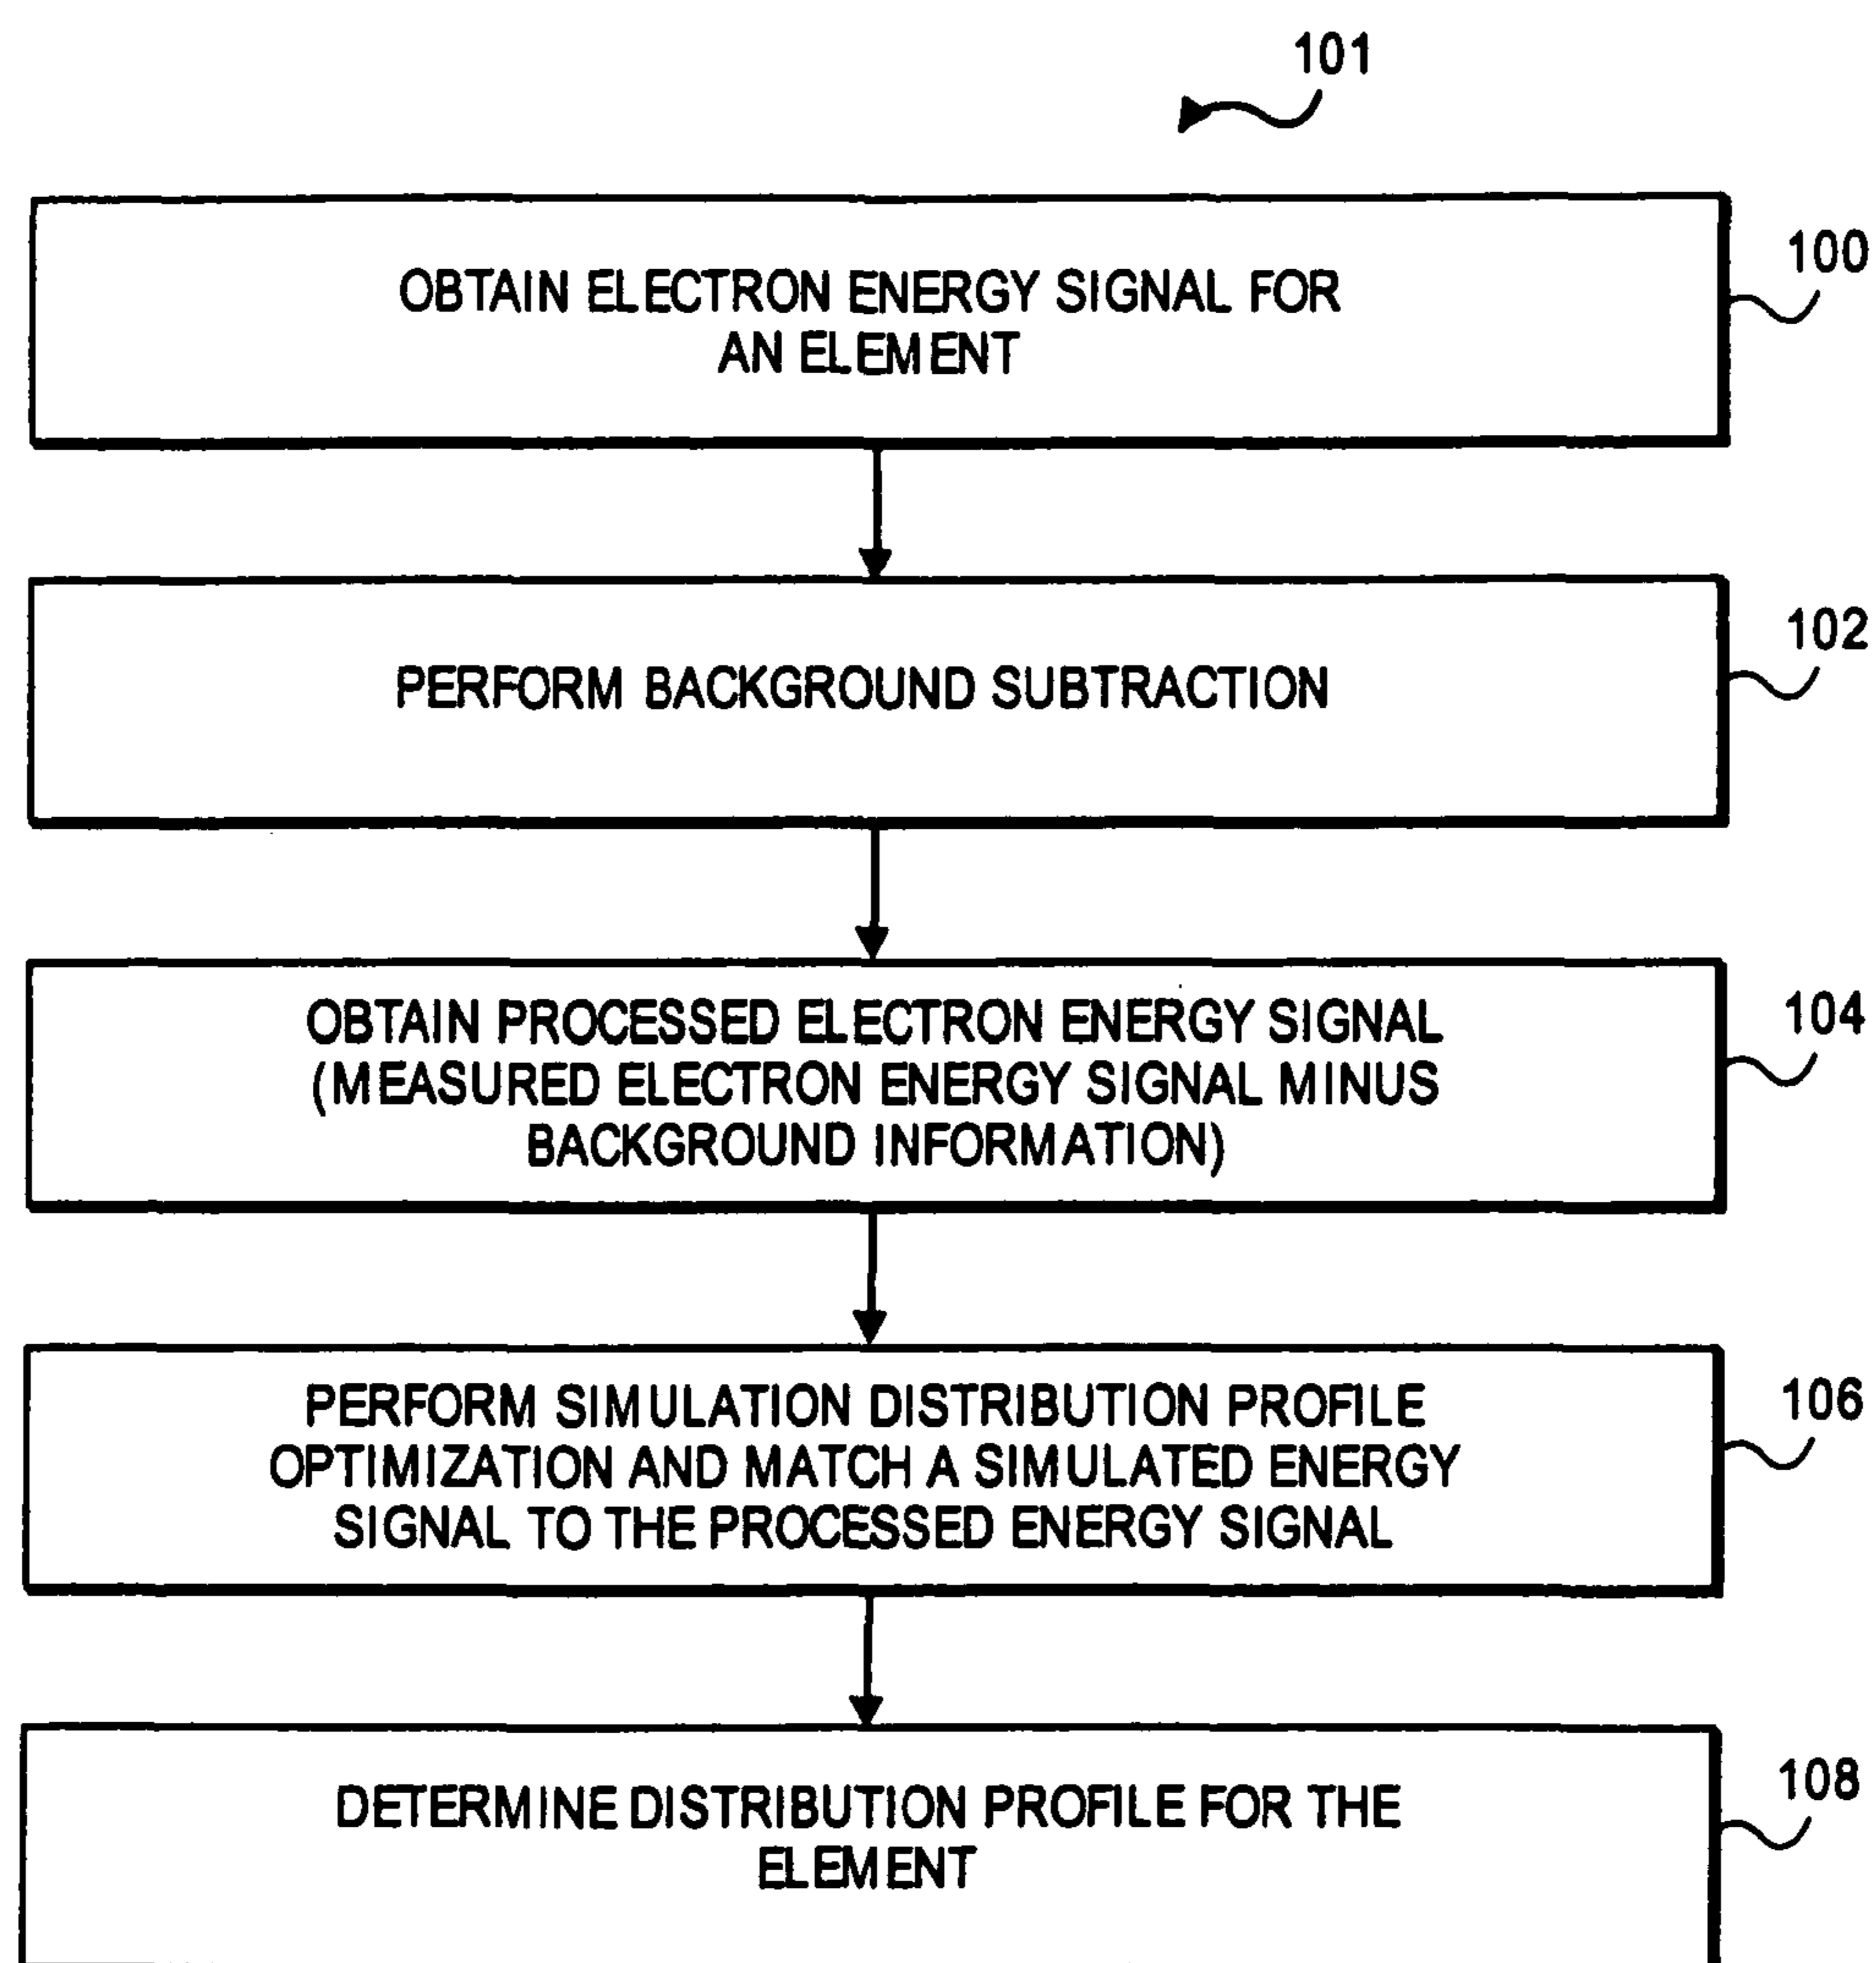 101
OBTAIN ELECTRON ENERGY SIGNAL FOR
AN ELEMENT
100
PERFORM BACKGROUND SUBTRACTION
102
OBTAIN PROCESSED ELECTRON ENERGY SIGNAL
(MEASURED ELECTRON ENERGY SIGNAL MINUS
BACKGROUND INFORMATION)
104
PERFORM SIMULATION DISTRIBUTION PROFILE
OPTIMIZATION AND MATCH A SIMULATED ENERGY
SIGNAL TO THE PROCESSED ENERGY SIGNAL
106
DETERMINE DISTRIBUTION PROFILE FOR THE
ELEMENT
108